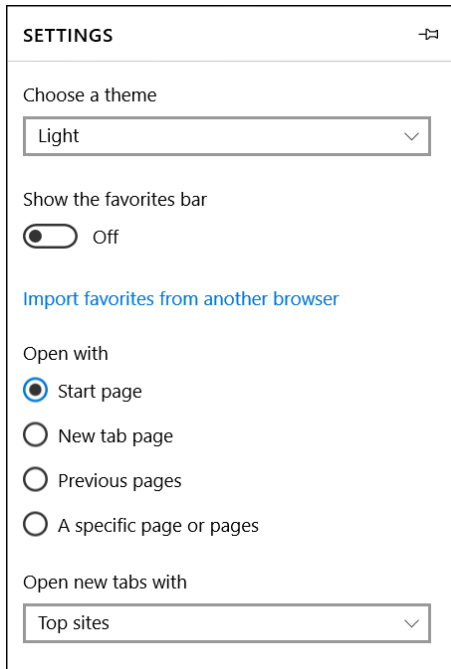 SETTINGS
Choose a theme
Light
Show the favorites bar
Off
Import favorites from another browser
Open with
Start page
New tab page
Previous pages
A specific page or pages
Open new tabs with
Top sites